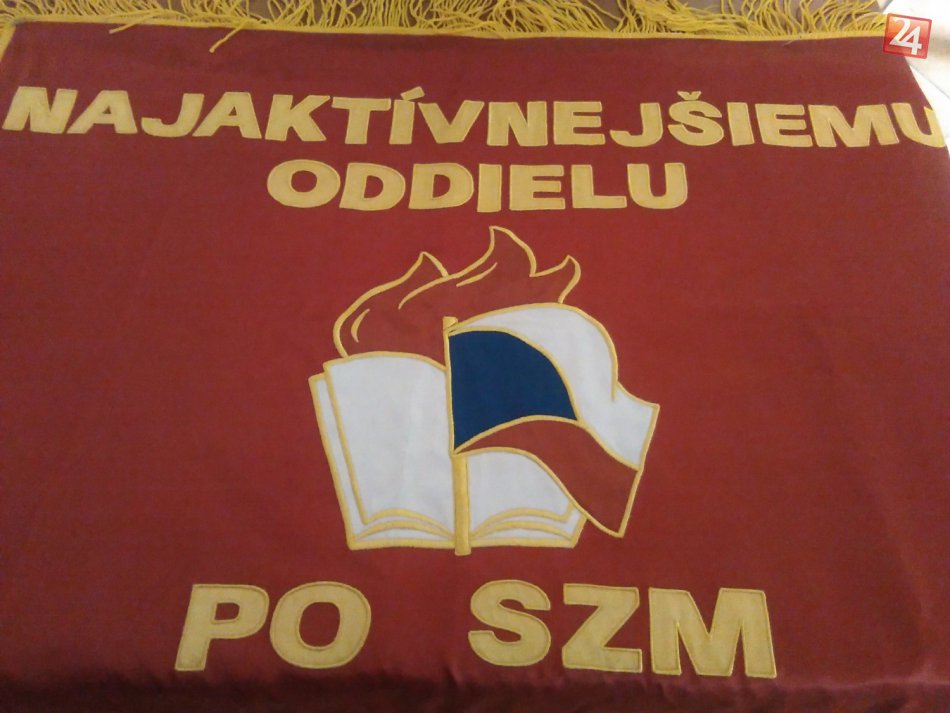 24
NAJAKTÍVNEJŠIEMU
ODDIELU
PO SZM